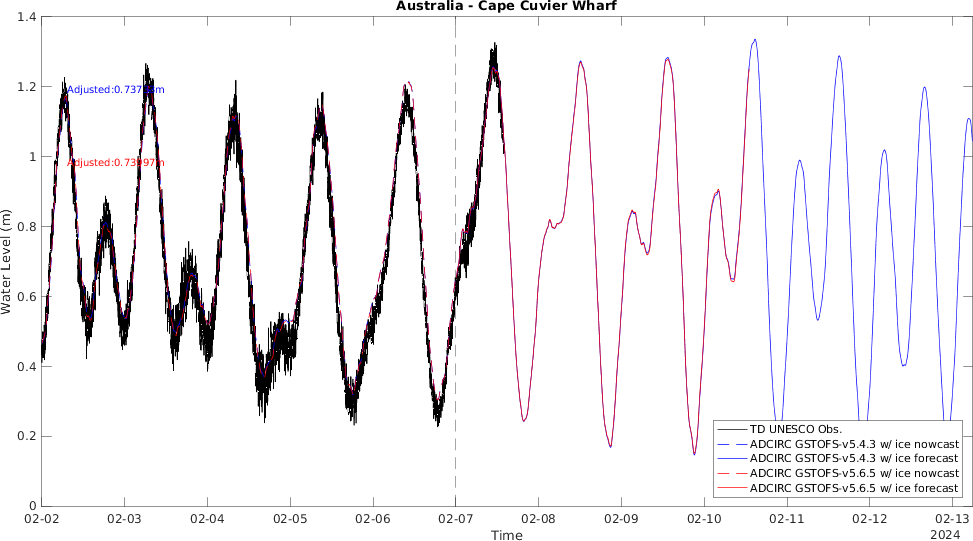 Australia - Cape Cuvier Wharf
1.4
1.2
1
0.8
0.6
0.4
0.2
0
Water Level (m)
Adjusted:
Adjusted:
02-02 02-03 02-04 02-05 02-06 02-07 02-08 02-09 02-10 02-11 02-12 02-13
Time
2024
TD UNESCO Obs.
ADCIRC GSTOFS-v5.4.3 w/ ice nowcast
ADCIRC GSTOFS-v5.4.3 w/ ice forecast
ADCIRC GSTOFS-v5.6.5 w/ ice nowcast
ADCIRC GSTOFS-v5.6.5 w/ ice forecast